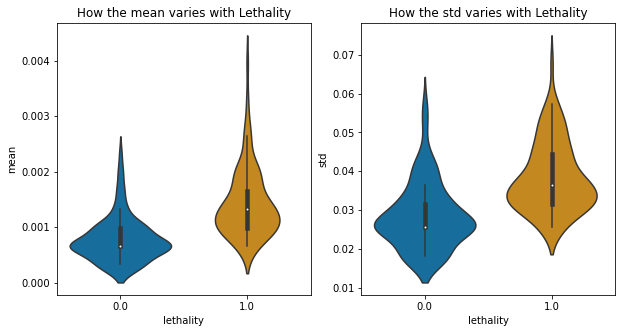 How the mean varies with Lethality
mean
0.004
0.003
0.002
0.001
0.000
0.0
1.0
lethality
How the std varies with Lethality
std
0.07
0.06
0.05
0.04
0.03
0.02
0.01
0.0
1.0
lethality